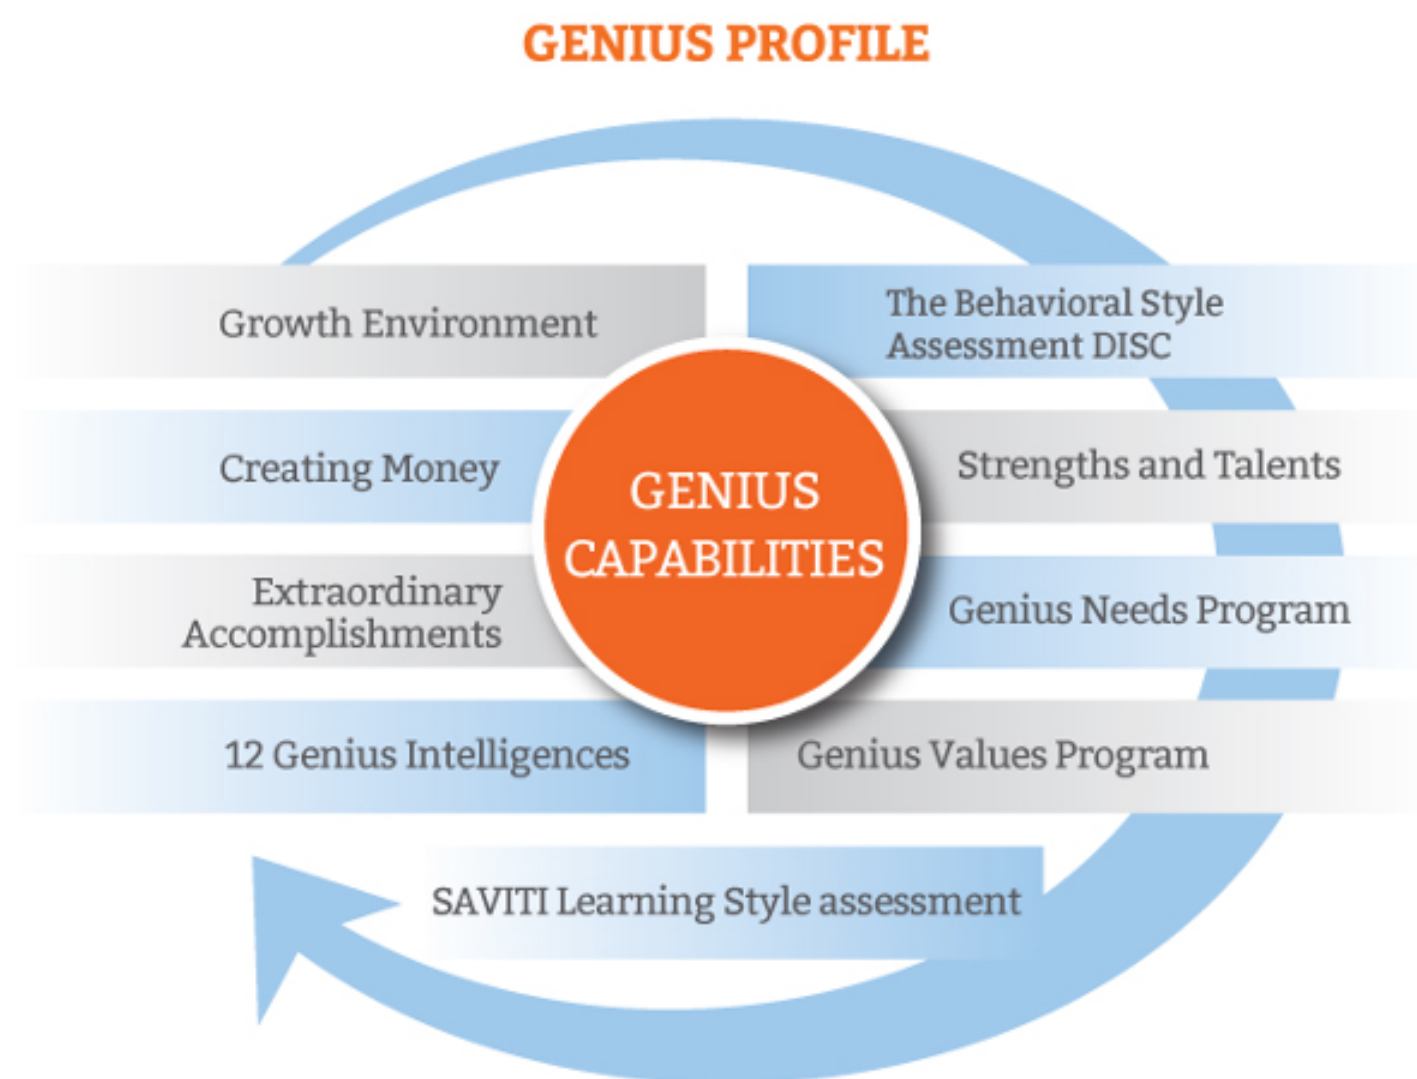 GENIUS PROFILE
Growth Environment
The Behavioral Style
Assessment DISC
Creating Money
Strengths and Talents
GENIUS
CAPABILITIES
Extraordinary
Accomplishments
Genius Needs Program
12 Genius Intelligences
Genius Values Program
SAVITI Learning Style assessment